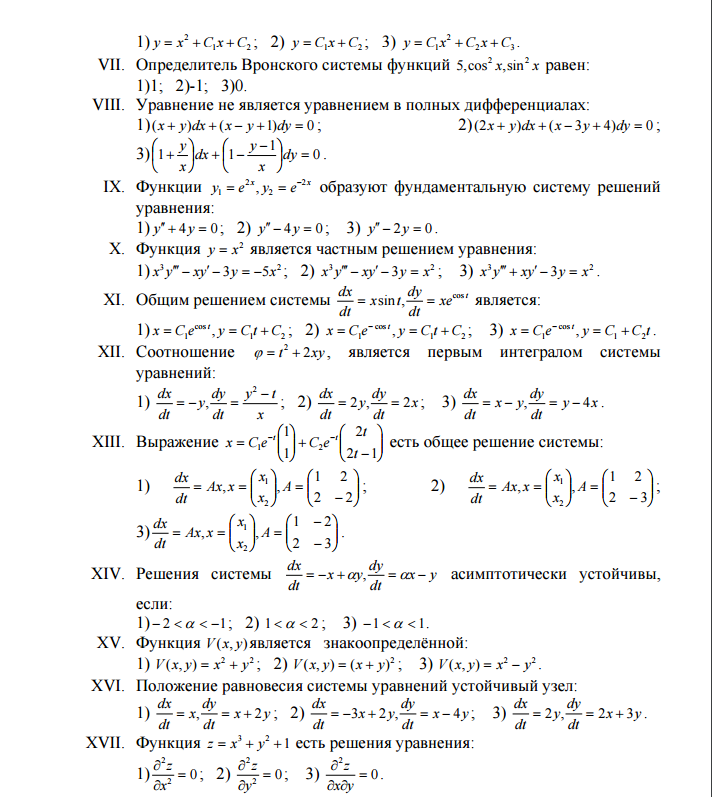 1) y = x² + C₁x + C₂ ; 2) y = C₁x + C₂ ; 3) y = C₁x² + C₂x + C₃ .
VII. Определитель Вронского системы функций 5, cos² x, sin² x равен:
1)1; 2)-1; 3)0.
VIII. Уравнение не является уравнением в полных дифференциалах:
1) (x + y)dx + (x − y + 1)dy = 0 ; 2) (2x + y)dx + (x − 3y + 4)dy = 0 ;
3) (1 + y/x)dx + (1 − (y − 1)/x)dy = 0 .
IX. Функции y₁ = e^(2x), y₂ = e^(−2x) образуют фундаментальную систему решений
уравнения:
1) y″ + 4y = 0 ; 2) y″ − 4y = 0 ; 3) y″ − 2y = 0 .
X. Функция y = x² является частным решением уравнения:
1) x³y‴ − xy′ − 3y = −5x² ; 2) x³y‴ − xy′ − 3y = x² ; 3) x³y‴ + xy′ − 3y = x² .
XI. Общим решением системы dx/dt = x sin t, dy/dt = xe^(cos t) является:
1) x = C₁e^(cos t), y = C₁t + C₂ ; 2) x = C₁e^(−cos t), y = C₁t + C₂ ; 3) x = C₁e^(−cos t), y = C₁ + C₂t .
XII. Соотношение φ = t² + 2xy, является первым интегралом системы
уравнений:
1) dx/dt = −y, dy/dt = (y² − t)/x ; 2) dx/dt = 2y, dy/dt = 2x ; 3) dx/dt = x − y, dy/dt = y − 4x .
XIII. Выражение x = C₁e^(−t) (1 1) + C₂e^(−t) (2t 2t − 1) есть общее решение системы:
1) dx/dt = Ax, x = (x₁ x₂), A = (1 2 2 −2) ; 2) dx/dt = Ax, x = (x₁ x₂), A = (1 2 2 −3) ;
3) dx/dt = Ax, x = (x₁ x₂), A = (1 −2 2 −3) .
XIV. Решения системы dx/dt = −x + αy, dy/dt = αx − y асимптотически устойчивы,
если:
1) −2 < α < −1 ; 2) 1 < α < 2 ; 3) −1 < α < 1.
XV. Функция V(x, y) является знакоопределённой:
1) V(x, y) = x² + y² ; 2) V(x, y) = (x + y)² ; 3) V(x, y) = x² − y² .
XVI. Положение равновесия системы уравнений устойчивый узел:
1) dx/dt = x, dy/dt = x + 2y ; 2) dx/dt = −3x + 2y, dy/dt = x − 4y ; 3) dx/dt = 2y, dy/dt = 2x + 3y .
XVII. Функция z = x³ + y² + 1 есть решения уравнения:
1) ∂²z/∂x² = 0 ; 2) ∂²z/∂y² = 0 ; 3) ∂²z/∂x∂y = 0 .